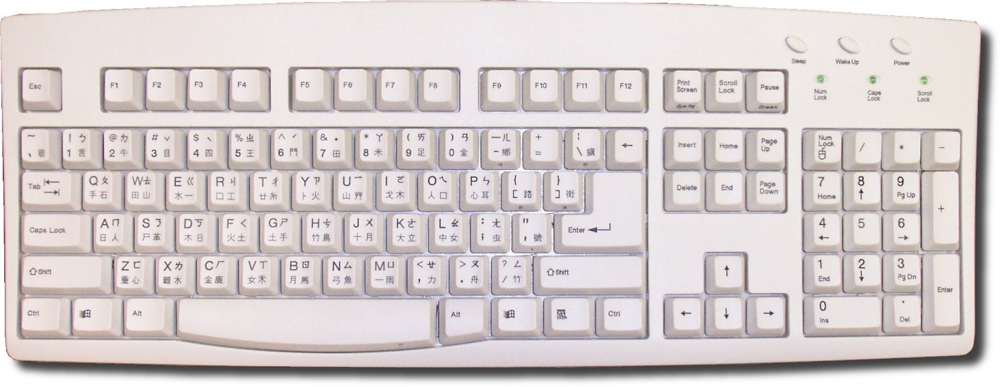 Sleep Wake Up Power
Esc F1 F2 F3 F4 F5 F6 F7 F8 F9 F10 F11 F12 Print Screen SysRq Scroll Lock Pause Break
Num Lock Caps Lock Scroll Lock
~ ! ㄅ @ ㄉ # ˇ $ ˋ % ㄓ ^ ˊ & ˙ * ㄚ ( ㄞ ) ㄢ — ㄦ + ¦ ←
、 巷 1 言 2 牛 3 目 4 四 5 王 6 門 7 田 8 米 9 足 0 金 - 鄉 = \ 鎮
Insert Home Page Up
Num Lock / * -
Tab Q ㄆ W ㄊ E ㄍ R ㄐ T ㄔ Y ㄗ U ㄧ I ㄛ O ㄟ P ㄣ { }
手 石 田 山 水 一 口 工 廿 糸 卜 火 山 戈 木 人 口 心 耳 [ 路 ] 街
Delete End Page Down
7 Home 8 ↑ 9 Pg Up +
Caps Lock A ㄇ S ㄋ D ㄎ F ㄑ G ㄕ H ㄘ J ㄨ K ㄜ L ㄠ : ㄤ " Enter
日 人 尸 革 木 日 火 土 土 手 竹 鳥 十 月 大 立 中 女 ; 虫 ' 號
4 ← 5 6 →
⇧Shift Z ㄈ X ㄌ C ㄏ V ㄒ B ㄖ N ㄙ M ㄩ < ㄝ > ㄡ ? ㄥ ⇧Shift
重 心 難 水 金 鹿 女 禾 月 馬 弓 魚 一 雨 , 力 . 舟 / 竹
↑
1 End 2 ↓ 3 Pg Dn Enter
Ctrl Alt Alt Ctrl
← ↓ →
0 Ins . Del